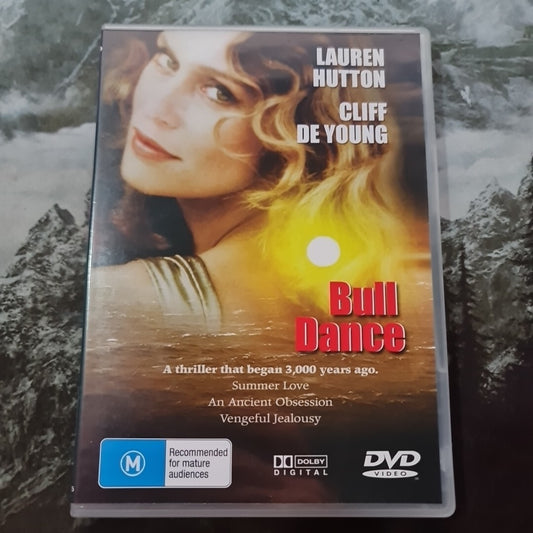 LAUREN
HUTTON
CLIFF
DE YOUNG
Bull
Dance
A thriller that began 3,000 years ago.
Summer Love
An Ancient Obsession
Vengeful Jealousy
M
Recommended
for mature
audiences
DOLBY
DIGITAL
DVD
VIDEO